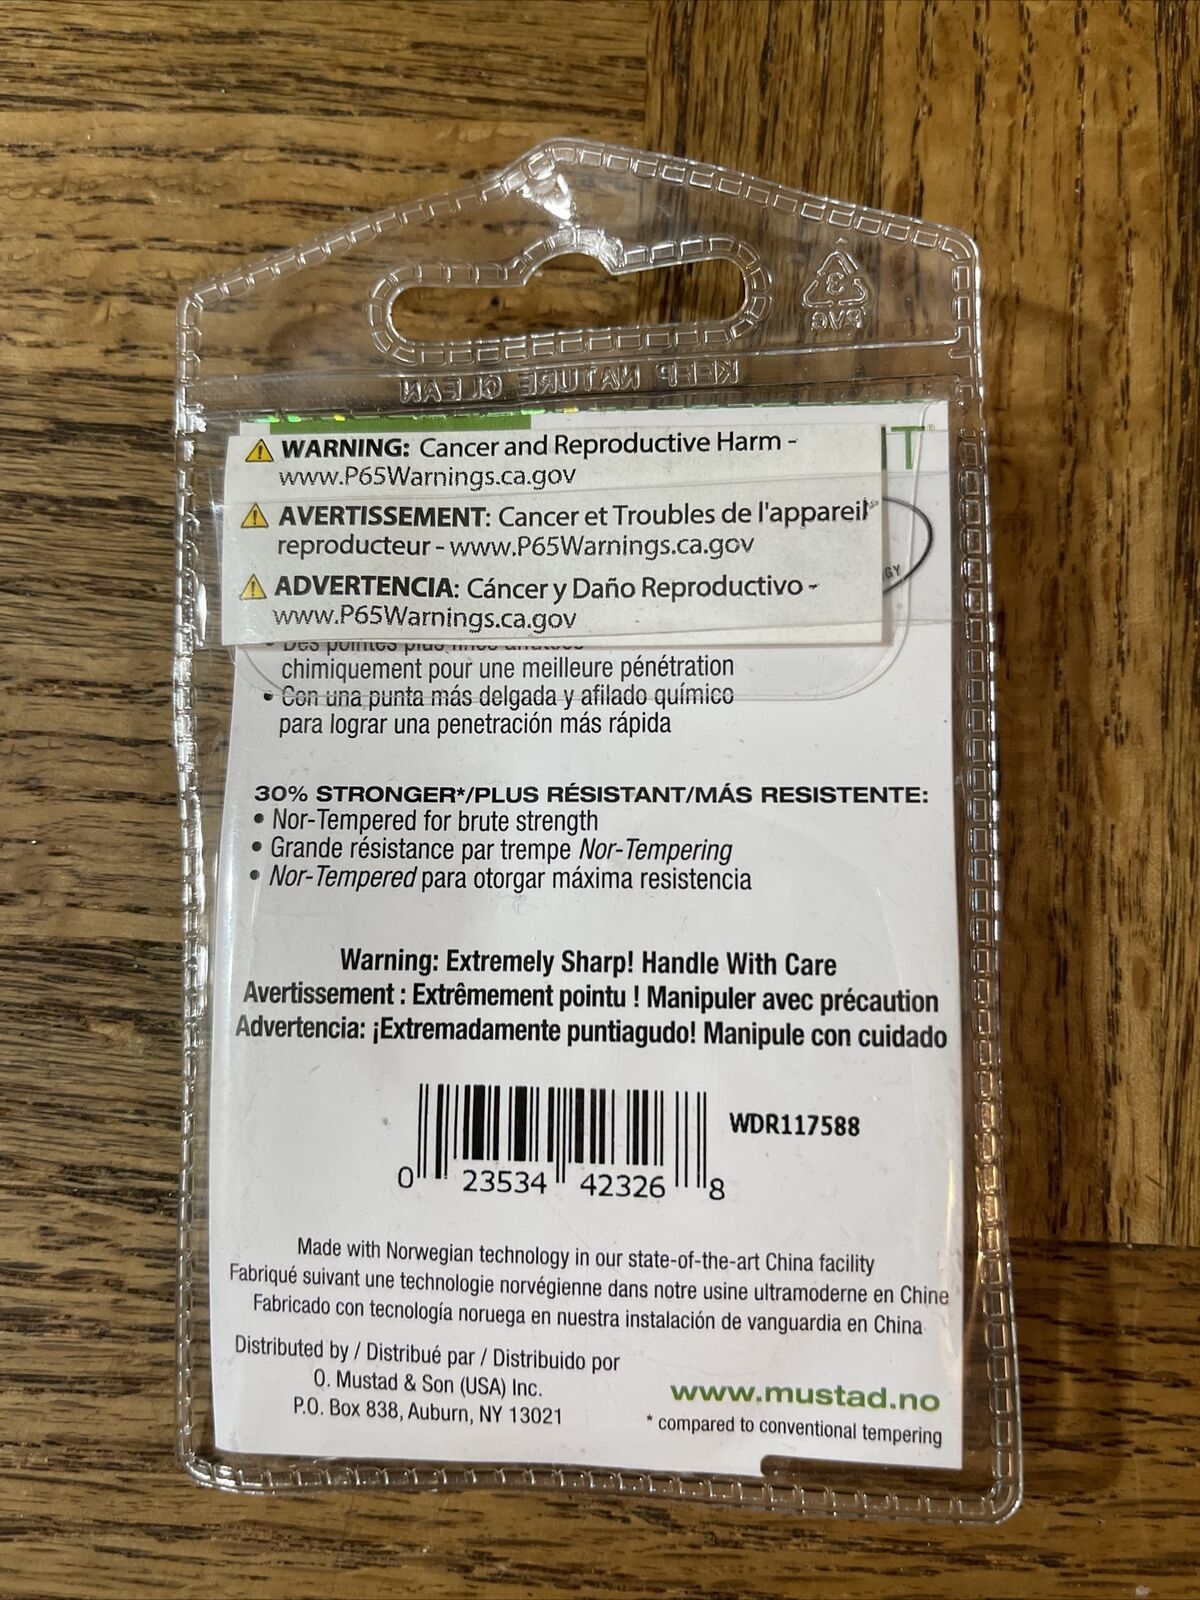 3
PVC
KEEP NATURE CLEAN
IT®
WARNING: Cancer and Reproductive Harm -
www.P65Warnings.ca.gov
AVERTISSEMENT: Cancer et Troubles de l'appareil
reproducteur - www.P65Warnings.ca.gov
GY
ADVERTENCIA: Cáncer y Daño Reproductivo -
www.P65Warnings.ca.gov
• Des pointes plus fines
chimiquement pour une meilleure pénétration
• Con una punta más delgada y afilado químico
para lograr una penetración más rápida
30% STRONGER*/PLUS RÉSISTANT/MÁS RESISTENTE:
• Nor-Tempered for brute strength
• Grande résistance par trempe Nor-Tempering
• Nor-Tempered para otorgar máxima resistencia
Warning: Extremely Sharp! Handle With Care
Avertissement : Extrêmement pointu ! Manipuler avec précaution
Advertencia: ¡Extremadamente puntiagudo! Manipule con cuidado
WDR117588
0 23534 42326 8
Made with Norwegian technology in our state-of-the-art China facility
Fabriqué suivant une technologie norvégienne dans notre usine ultramoderne en Chine
Fabricado con tecnología noruega en nuestra instalación de vanguardia en China
Distributed by / Distribué par / Distribuido por
O. Mustad & Son (USA) Inc.
P.O. Box 838, Auburn, NY 13021
www.mustad.no
* compared to conventional tempering